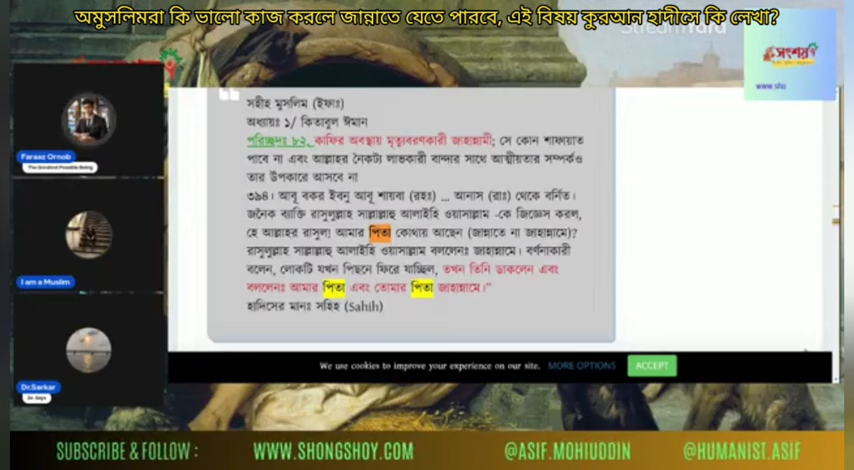 অমুসলিমরা কি ভালো কাজ করলে জান্নাতে যেতে পারবে, এই বিষয় কুরআন হাদীসে কি লেখা?
StreamYard
সংশয়
www.sho
সহীহ মুসলিম (ইফাঃ)
অধ্যায়ঃ ১/ কিতাবুল ঈমান
পরিচ্ছদঃ ৮২. কাফির অবস্থায় মৃত্যুবরণকারী জাহান্নামী; সে কোন শাফায়াত
পাবে না এবং আল্লাহর নৈকট্য লাভকারী বান্দার সাথে আত্মীয়তার সম্পর্কও
তার উপকারে আসবে না
৩৯৪। আবূ বকর ইবনু আবূ শায়বা (রহঃ) ... আনাস (রাঃ) থেকে বর্নিত।
জনৈক ব্যাক্তি রাসুলুল্লাহ সাল্লাল্লাহু আলাইহি ওয়াসাল্লাম -কে জিজ্ঞেস করল,
হে আল্লাহর রাসুল! আমার পিতা কোথায় আছেন (জান্নাতে না জাহান্নামে)?
রাসুলুল্লাহ সাল্লাল্লাহু আলাইহি ওয়াসাল্লাম বললেনঃ জাহান্নামে। বর্ণনাকারী
বলেন, লোকটি যখন পিছনে ফিরে যাচ্ছিল, তখন তিনি ডাকলেন এবং
বললেনঃ আমার পিতা এবং তোমার পিতা জাহান্নামে।”
হাদিসের মানঃ সহিহ (Sahih)
Faraaz Ornob
The Grandest Possible Being
I am a Muslim
Dr.Sarkar
We use cookies to improve your experience on our site. MORE OPTIONS ACCEPT
SUBSCRIBE & FOLLOW : WWW.SHONGSHOY.COM @ASIF.MOHIUDDIN @HUMANIST.ASIF